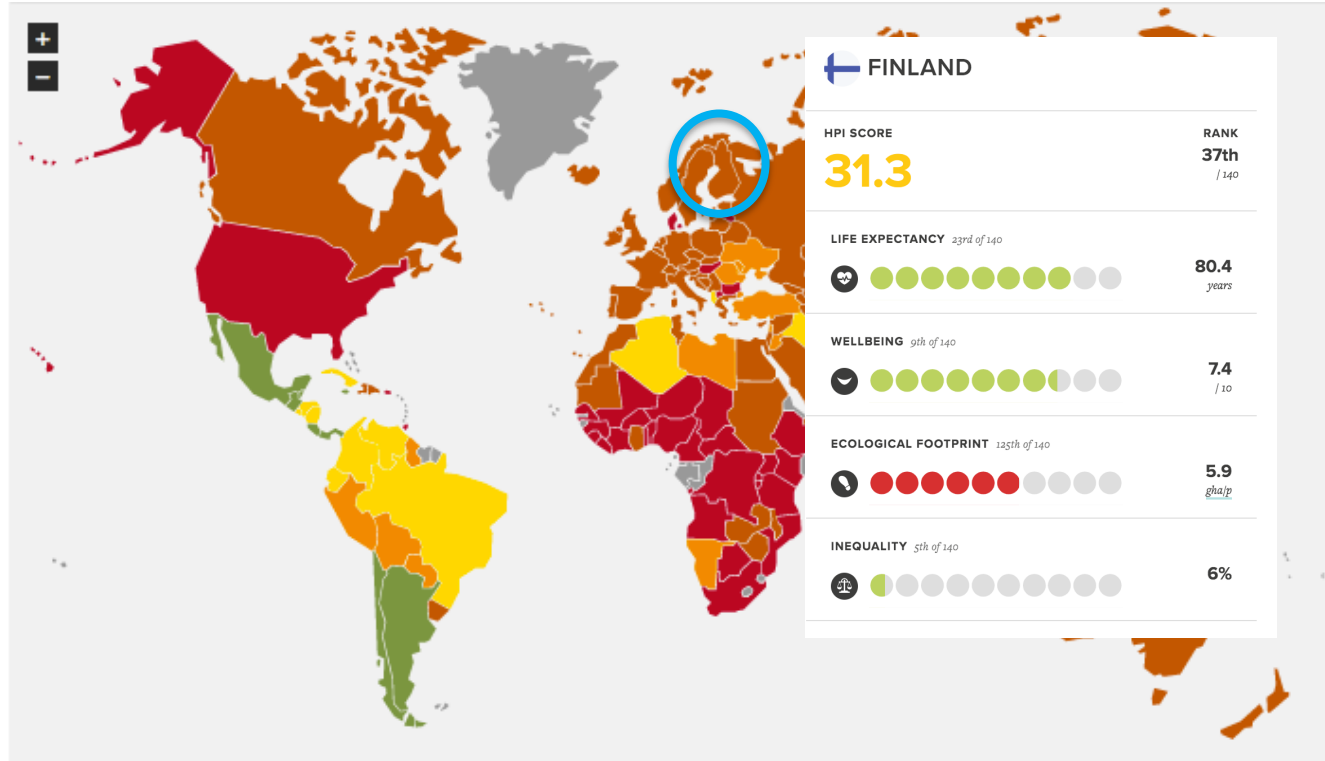 +
−
FINLAND
HPI SCORE
RANK
31.3
37th
/ 140
LIFE EXPECTANCY 23rd of 140
80.4
years
WELLBEING 9th of 140
7.4
/ 10
ECOLOGICAL FOOTPRINT 125th of 140
5.9
gha/p
INEQUALITY 5th of 140
6%